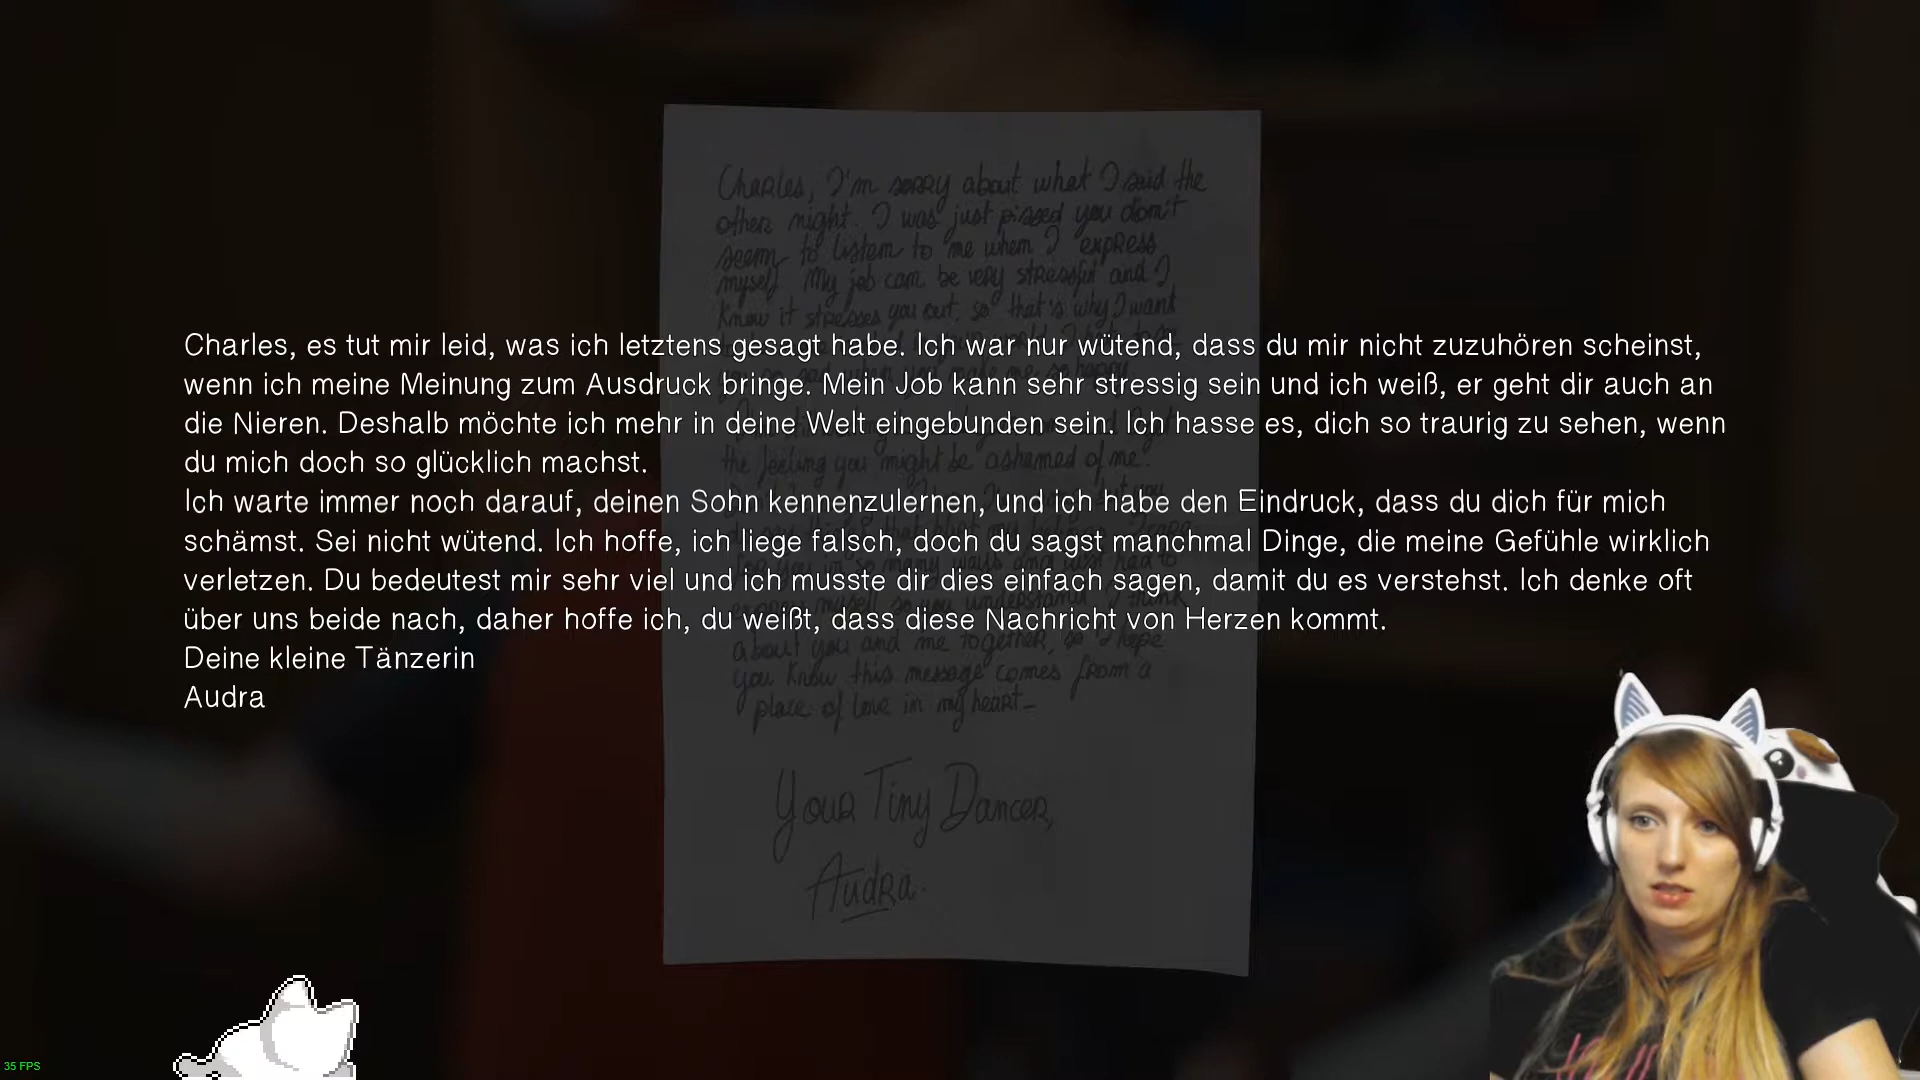 Charles, I'm sorry about what I said the
other night. I was just pissed you don't
seem to listen to me when I express
myself. My job can be very stressful and I
know it stresses you out, so that's why I want
Charles, es tut mir leid, was ich letztens gesagt habe. Ich war nur wütend, dass du mir nicht zuzuhören scheinst,
wenn ich meine Meinung zum Ausdruck bringe. Mein Job kann sehr stressig sein und ich weiß, er geht dir auch an
die Nieren. Deshalb möchte ich mehr in deine Welt eingebunden sein. Ich hasse es, dich so traurig zu sehen, wenn
du mich doch so glücklich machst.
the feeling you might be ashamed of me.
Ich warte immer noch darauf, deinen Sohn kennenzulernen, und ich habe den Eindruck, dass du dich für mich
schämst. Sei nicht wütend. Ich hoffe, ich liege falsch, doch du sagst manchmal Dinge, die meine Gefühle wirklich
verletzen. Du bedeutest mir sehr viel und ich musste dir dies einfach sagen, damit du es verstehst. Ich denke oft
über uns beide nach, daher hoffe ich, du weißt, dass diese Nachricht von Herzen kommt.
Deine kleine Tänzerin
Audra
about you and me together, so I hope
you know this message comes from a
place of love in my heart_
Your Tiny Dancer,
Audra.
35 FPS